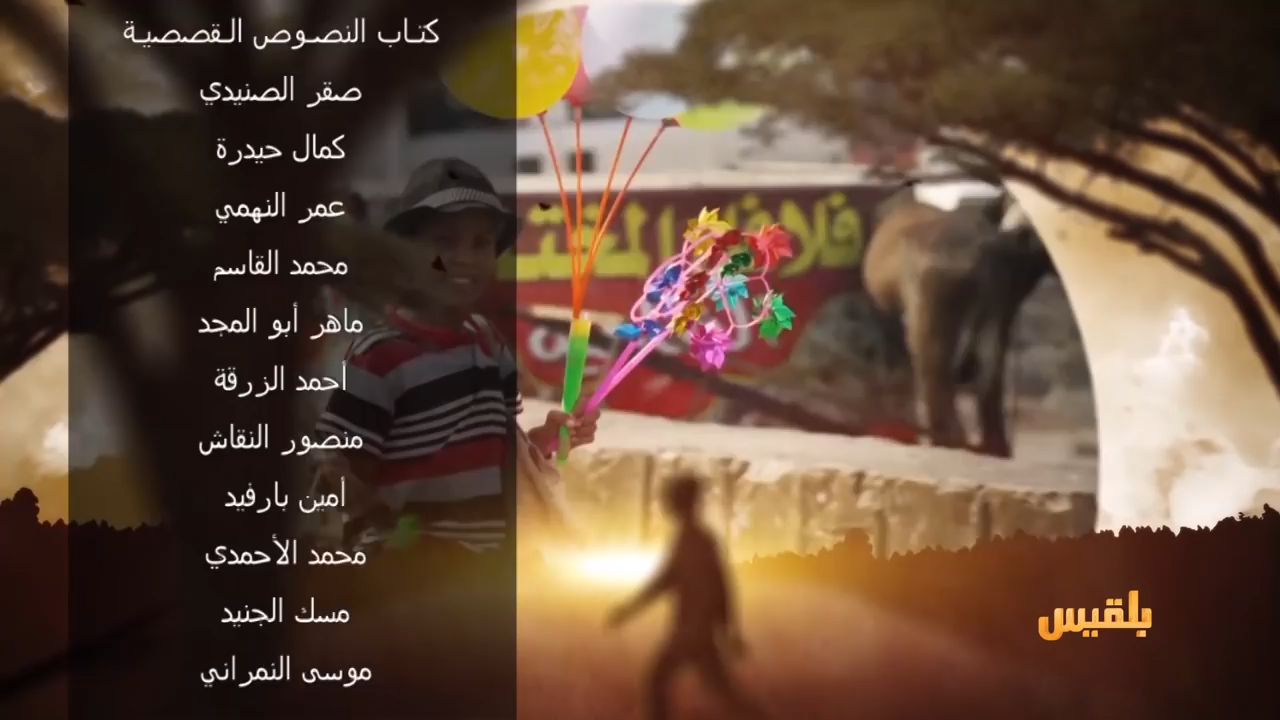 كتاب النصوص القصصية
صقر الصنيدي
كمال حيدرة
عمر النهمي
محمد القاسم
ماهر أبو المجد
أحمد الزرقة
منصور النقاش
أمين بارفيد
محمد الأحمدي
مسك الجنيد
موسى النمراني
فلافل
بلقيس